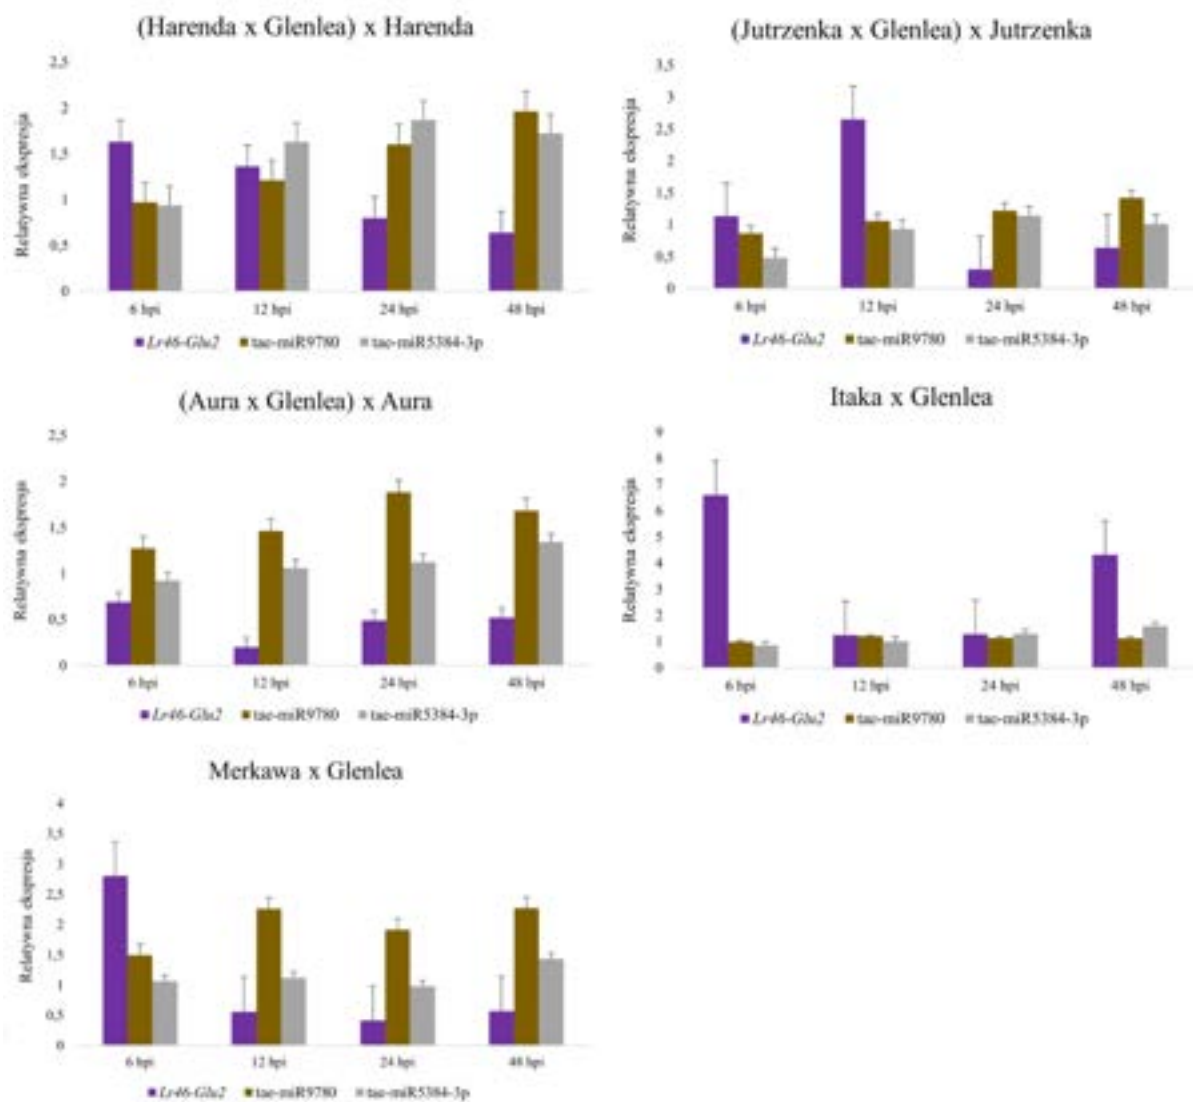 (Harenda x Glenlea) x Harenda
Relatywna ekspresja
2,5
2
1,5
1
0,5
0
6 hpi 12 hpi 24 hpi 48 hpi
Lr46-Glu2 tae-miR9780 tae-miR5384-3p
(Jutrzenka x Glenlea) x Jutrzenka
Relatywna ekspresja
3,5
3
2,5
2
1,5
1
0,5
0
6 hpi 12 hpi 24 hpi 48 hpi
Lr46-Glu2 tae-miR9780 tae-miR5384-3p
(Aura x Glenlea) x Aura
Relatywna ekspresja
2,5
2
1,5
1
0,5
0
6 hpi 12 hpi 24 hpi 48 hpi
Lr46-Glu2 tae-miR9780 tae-miR5384-3p
Itaka x Glenlea
Relatywna ekspresja
9
8
7
6
5
4
3
2
1
0
6 hpi 12 hpi 24 hpi 48 hpi
Lr46-Glu2 tae-miR9780 tae-miR5384-3p
Merkawa x Glenlea
Relatywna ekspresja
4
3,5
3
2,5
2
1,5
1
0,5
0
6 hpi 12 hpi 24 hpi 48 hpi
Lr46-Glu2 tae-miR9780 tae-miR5384-3p